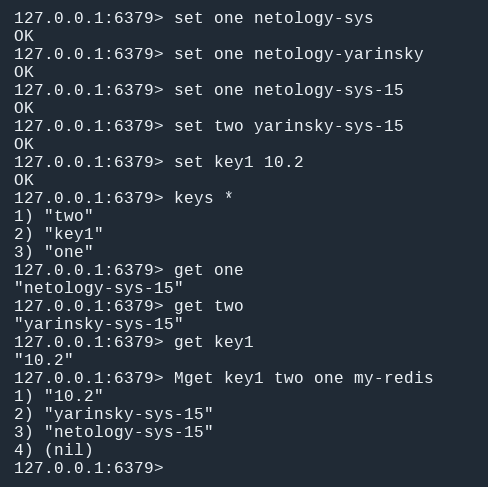 127.0.0.1:6379> set one netology-sys
OK
127.0.0.1:6379> set one netology-yarinsky
OK
127.0.0.1:6379> set one netology-sys-15
OK
127.0.0.1:6379> set two yarinsky-sys-15
OK
127.0.0.1:6379> set key1 10.2
OK
127.0.0.1:6379> keys *
1) "two"
2) "key1"
3) "one"
127.0.0.1:6379> get one
"netology-sys-15"
127.0.0.1:6379> get two
"yarinsky-sys-15"
127.0.0.1:6379> get key1
"10.2"
127.0.0.1:6379> Mget key1 two one my-redis
1) "10.2"
2) "yarinsky-sys-15"
3) "netology-sys-15"
4) (nil)
127.0.0.1:6379>